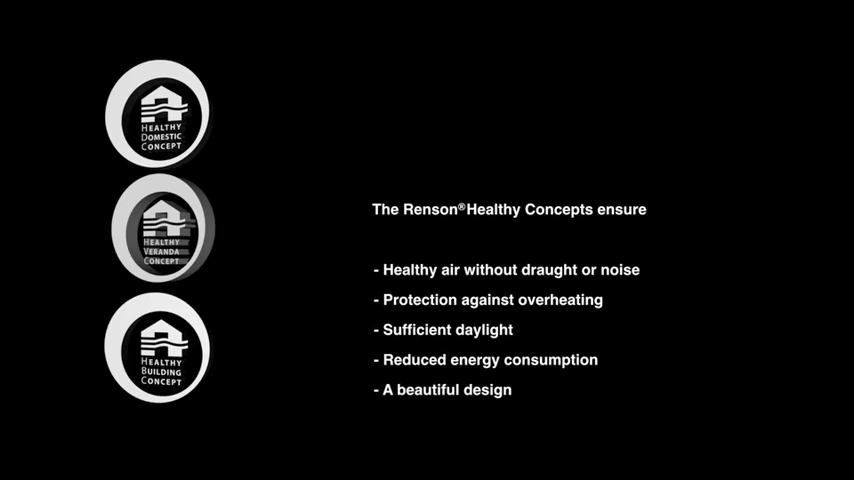 HEALTHY
DOMESTIC
CONCEPT
HEALTHY
VERANDA
CONCEPT
HEALTHY
BUILDING
CONCEPT
The Renson® Healthy Concepts ensure
- Healthy air without draught or noise
- Protection against overheating
- Sufficient daylight
- Reduced energy consumption
- A beautiful design